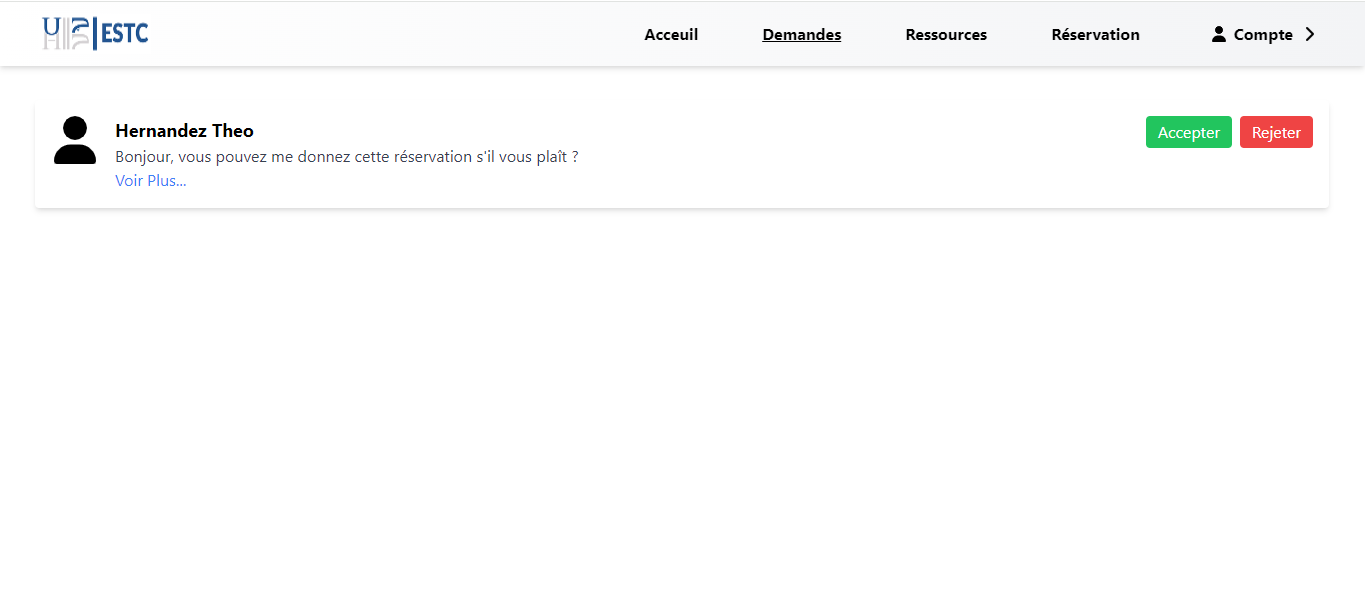 UH2C ESTC
Acceuil Demandes Ressources Réservation Compte
Hernandez Theo
Accepter Rejeter
Bonjour, vous pouvez me donnez cette réservation s'il vous plaît ?
Voir Plus...